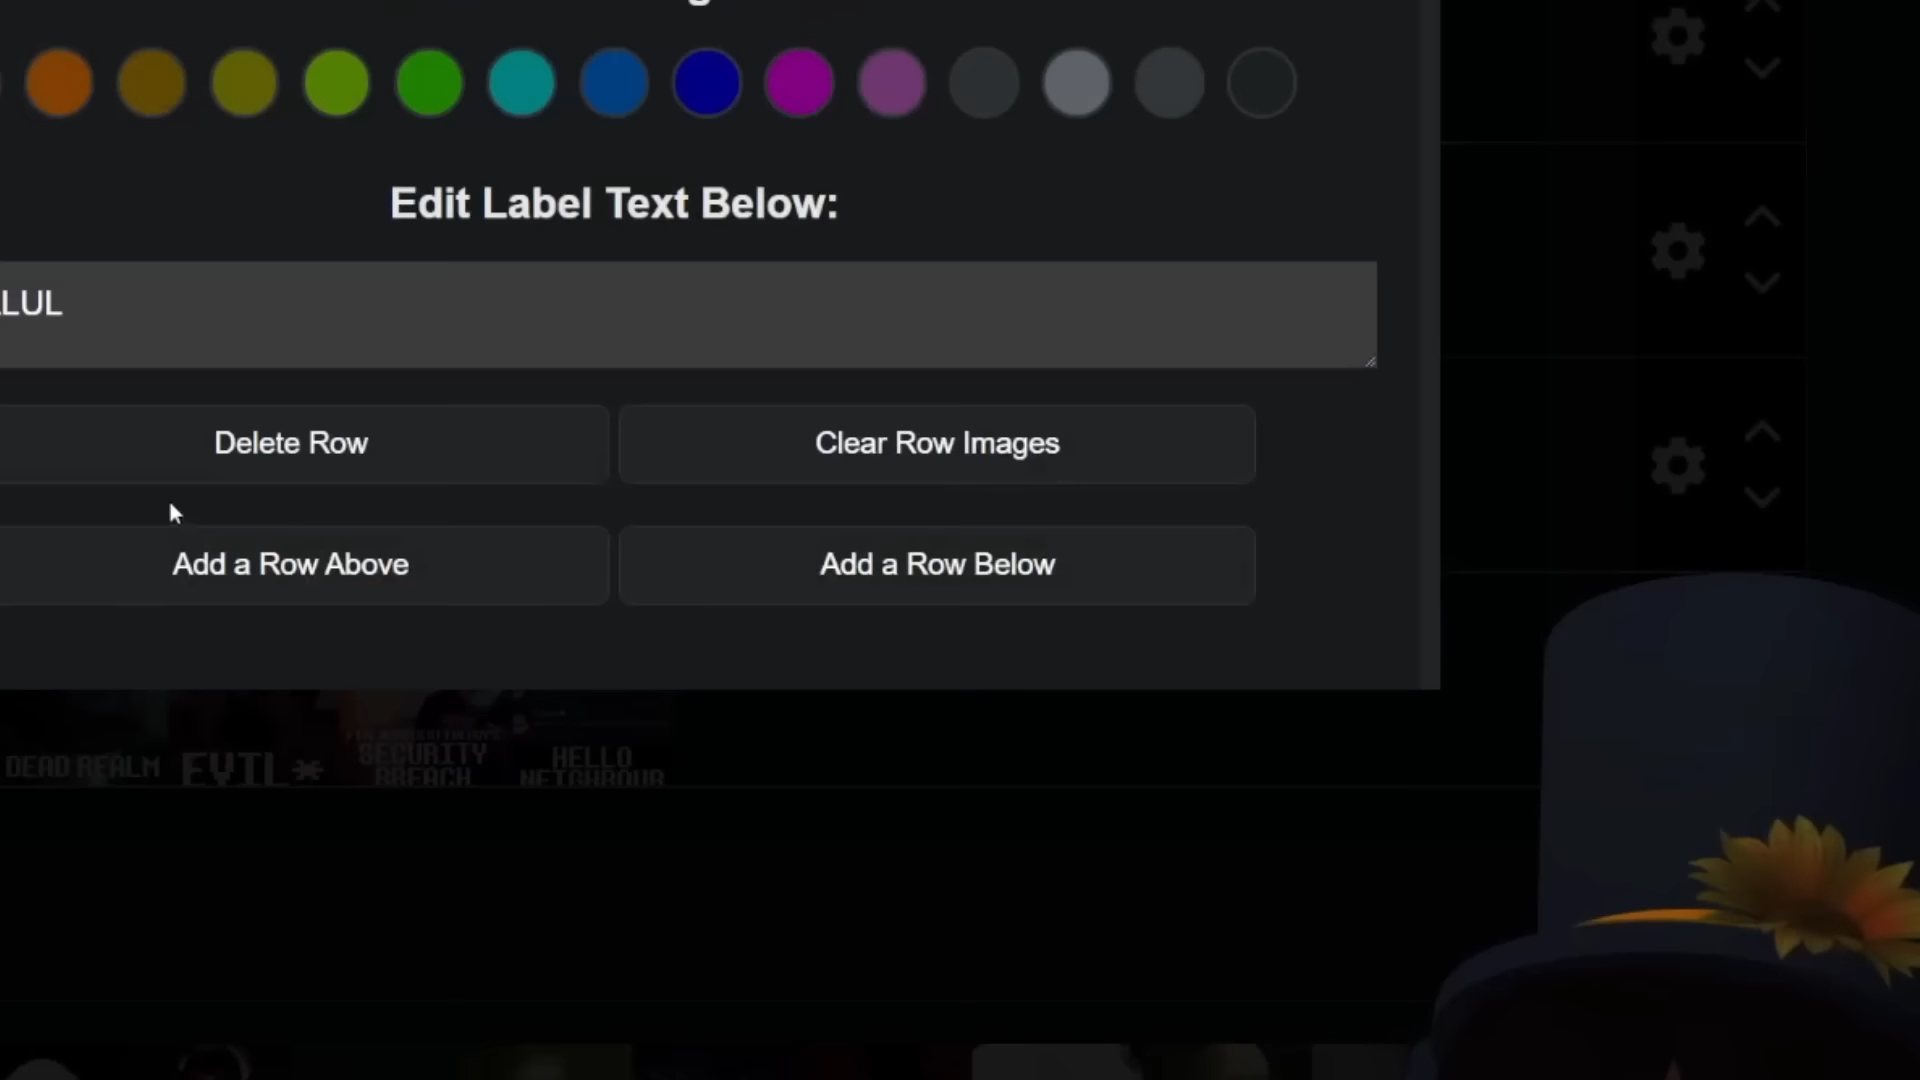 Edit Label Text Below:
LUL
Delete Row
Clear Row Images
Add a Row Above
Add a Row Below
DEAD REALM
EVIL*
SECURITY
BREACH
HELLO
NEIGHBOUR